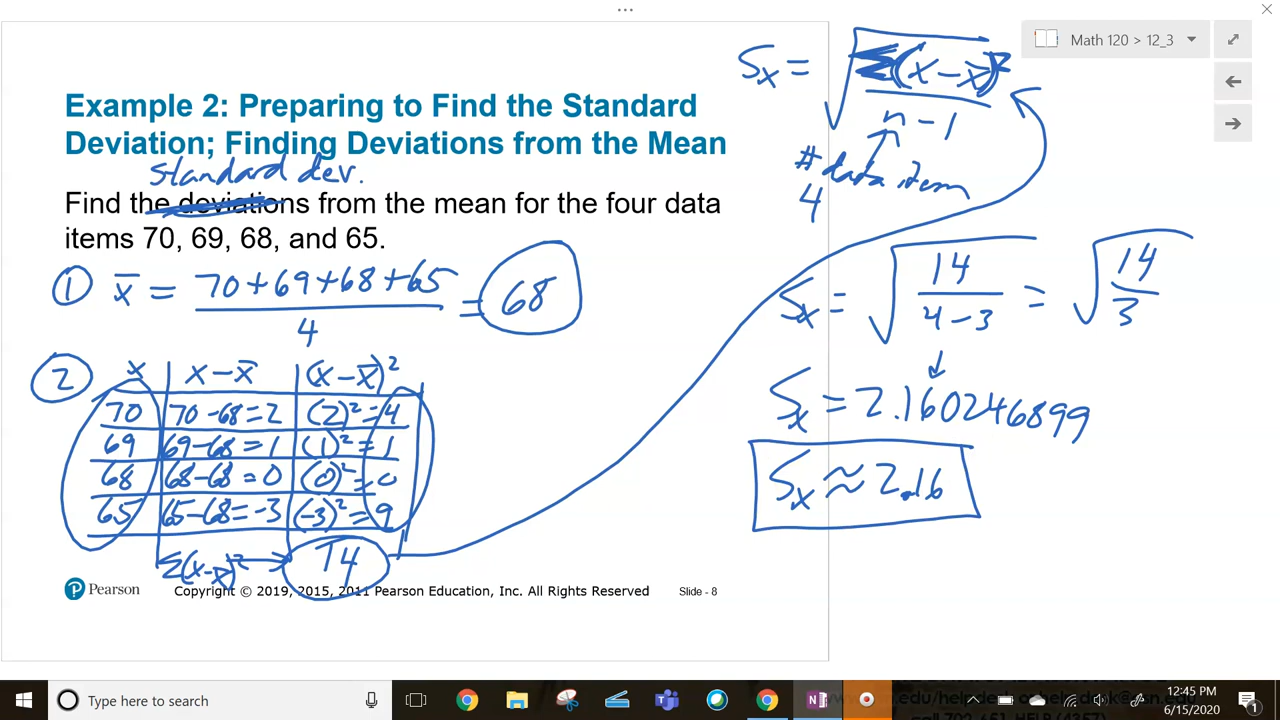 ...
Math 120 > 12_3
Sx = √(Σ(x-x̄)² / n-1)
# data item
4
Example 2: Preparing to Find the Standard
Deviation; Finding Deviations from the Mean
standard dev.
Find the deviations from the mean for the four data
items 70, 69, 68, and 65.
① x̄ = 70+69+68+65 / 4 = 68
② x | x-x̄ | (x-x̄)²
70 | 70-68=2 | (2)²=4
69 | 69-68=1 | (1)²=1
68 | 68-68=0 | (0)²=0
65 | 65-68=-3 | (-3)²=9
Σ(x-x̄)² → 14
Sx = √(14 / 4-3) = √(14 / 3)
Sx = 2.160246899
Sx ≈ 2.16
Pearson
Copyright © 2019, 2015, 2011 Pearson Education, Inc. All Rights Reserved
Slide - 8
Type here to search
12:45 PM
6/15/2020